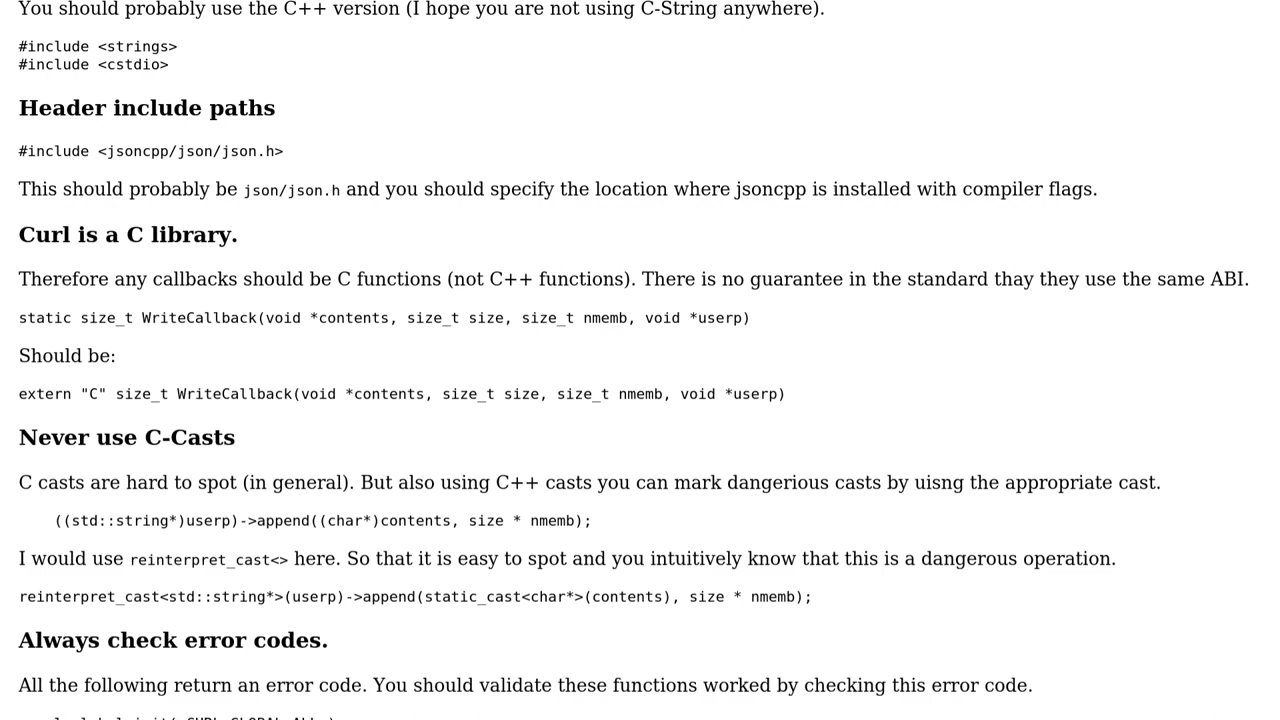 You should probably use the C++ version (I hope you are not using C-String anywhere).
#include <strings>
#include <cstdio>
Header include paths
#include <jsoncpp/json/json.h>
This should probably be json/json.h and you should specify the location where jsoncpp is installed with compiler flags.
Curl is a C library.
Therefore any callbacks should be C functions (not C++ functions). There is no guarantee in the standard thay they use the same ABI.
static size_t WriteCallback(void *contents, size_t size, size_t nmemb, void *userp)
Should be:
extern "C" size_t WriteCallback(void *contents, size_t size, size_t nmemb, void *userp)
Never use C-Casts
C casts are hard to spot (in general). But also using C++ casts you can mark dangerious casts by uisng the appropriate cast.
((std::string*)userp)->append((char*)contents, size * nmemb);
I would use reinterpret_cast<> here. So that it is easy to spot and you intuitively know that this is a dangerous operation.
reinterpret_cast<std::string*>(userp)->append(static_cast<char*>(contents), size * nmemb);
Always check error codes.
All the following return an error code. You should validate these functions worked by checking this error code.